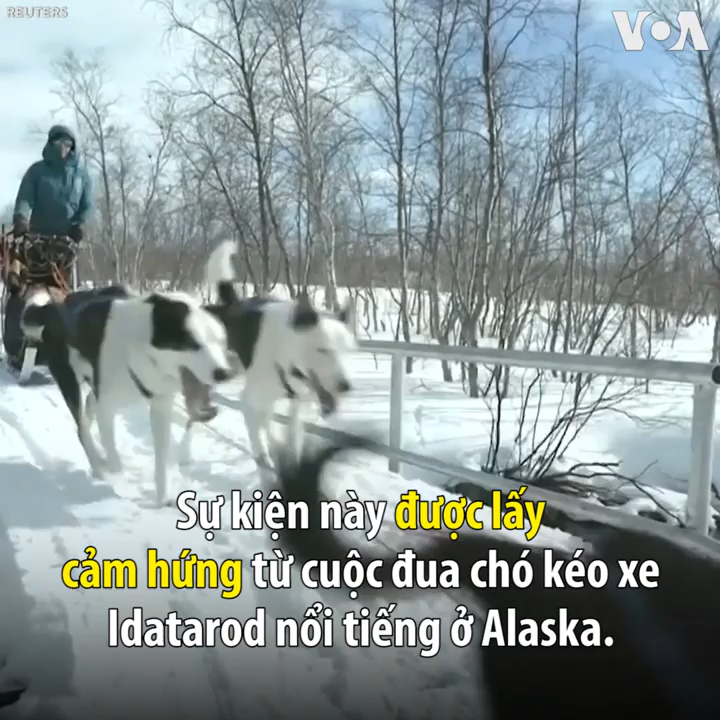 REUTERS
VOA
Sự kiện này được lấy
cảm hứng từ cuộc đua chó kéo xe
Idatarod nổi tiếng ở Alaska.